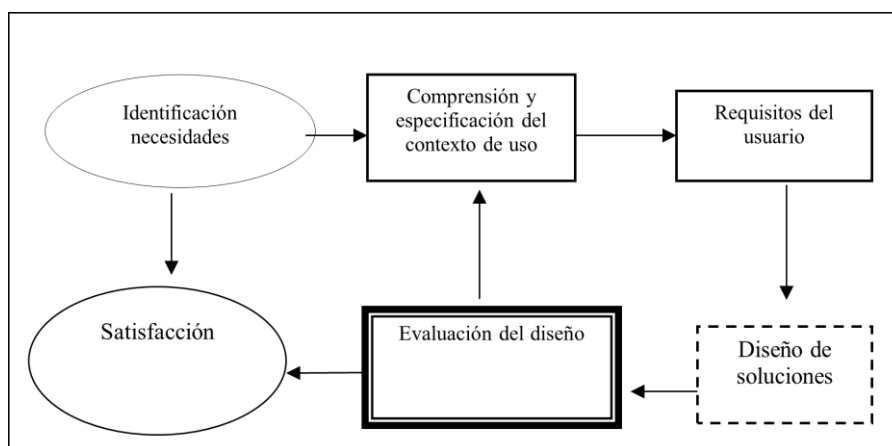 Identificación
necesidades
Comprensión y
especificación del
contexto de uso
Requisitos del
usuario
Satisfacción
Evaluación del diseño
Diseño de
soluciones